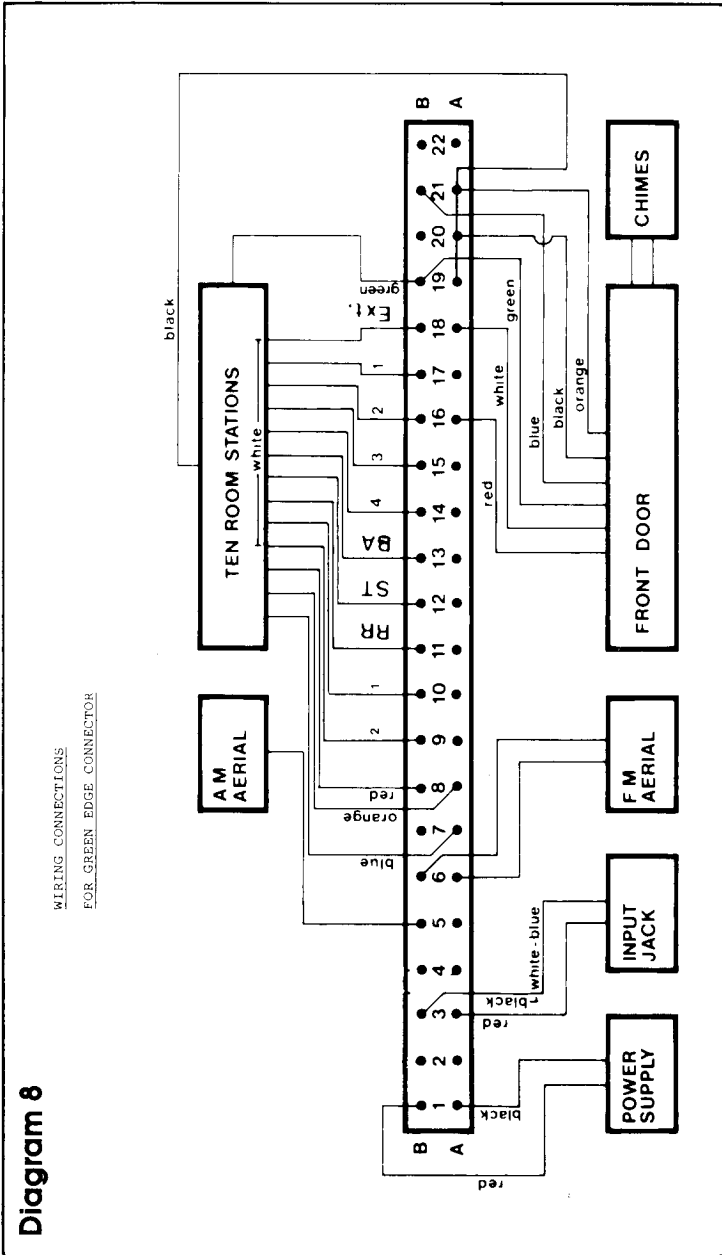 Diagram 8
WIRING CONNECTIONS
FOR GREEN EDGE CONNECTOR
AM
AERIAL
TEN ROOM STATIONS
black
white
blue
orange
red
2
1
RR
ST
BA
4
3
2
1
Ext.
green
B
B
1 2 3 4 5 6 7 8 9 10 11 12 13 14 15 16 17 18 19 20 21 22
A
A
red
black
red
black
white-blue
red
white
green
blue
black
orange
POWER
SUPPLY
INPUT
JACK
FM
AERIAL
FRONT DOOR
CHIMES